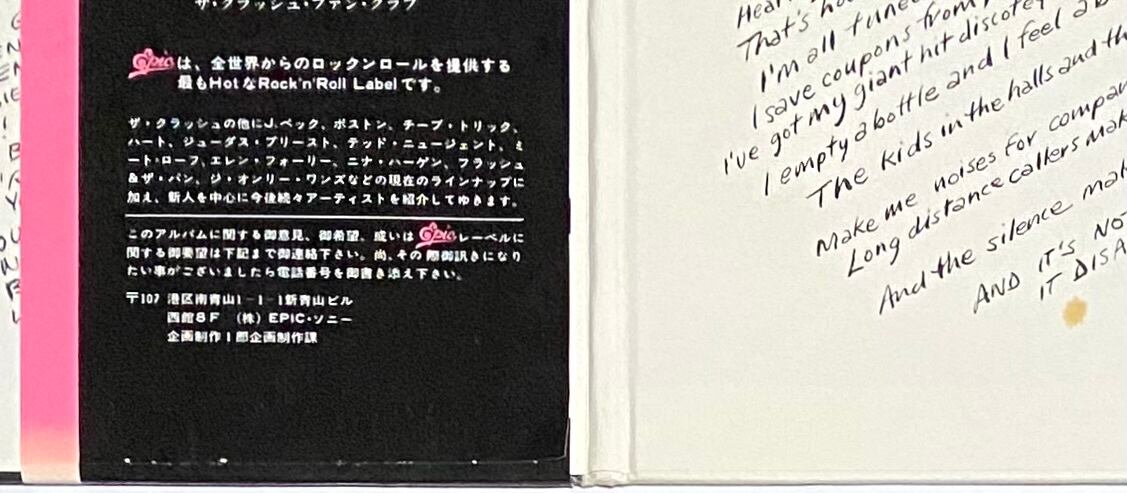 ザ・クラッシュ・ファン・クラブ
Epicは、全世界からのロックンロールを提供する
最もHotなRock'n'Roll Labelです。
ザ・クラッシュの他にJ.ベック、ボストン、チープ・トリック、
ハート、ジューダス・プリースト、テッド・ニュージェント、ミ
ート・ローフ、エレン・フォーリー、ニナ・ハーゲン、フラッシュ
&ザ・パン、ジ・オンリー・ワンズなどの現在のラインナップに
加え、新人を中心に今後続々アーティストを紹介してゆきます。
このアルバムに関する御意見、御希望、或いはEpicレーベルに
関する御要望は下記まで御連絡下さい。尚、その際御訊きになり
たい事がございましたら電話番号を御書き添え下さい。
〒107 港区南青山1-1-1新青山ビル
西館8F (株)EPIC・ソニー
企画制作1部企画制作課
That's
I'm all tuned
I save coupons from
I've got my giant hit discote
I empty a bottle and I feel a b
The kids in the halls and th
Make me noises for compan
Long distance callers mak
And the silence mak
AND IT'S NO
IT DISA